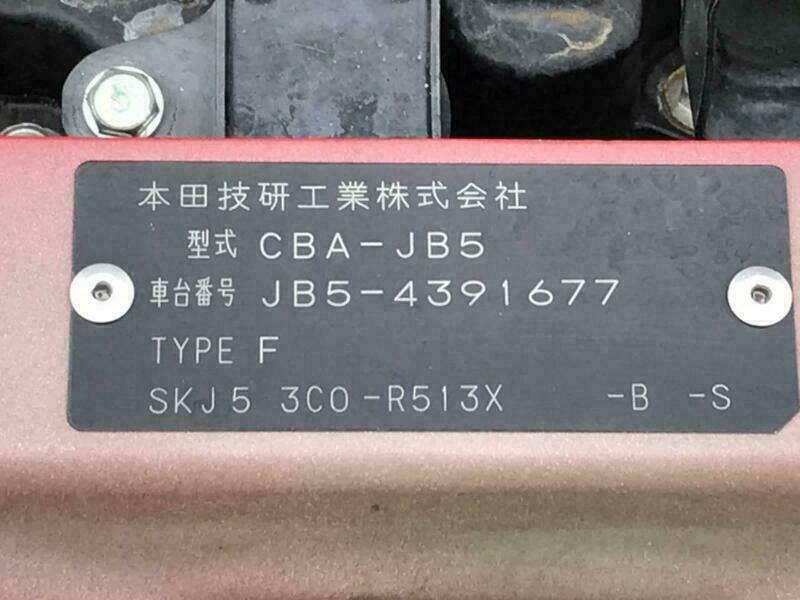 本田技研工業株式会社
型式 CBA-JB5
車台番号 JB5-4391677
TYPE F
SKJ5 3C0-R513X -B -S